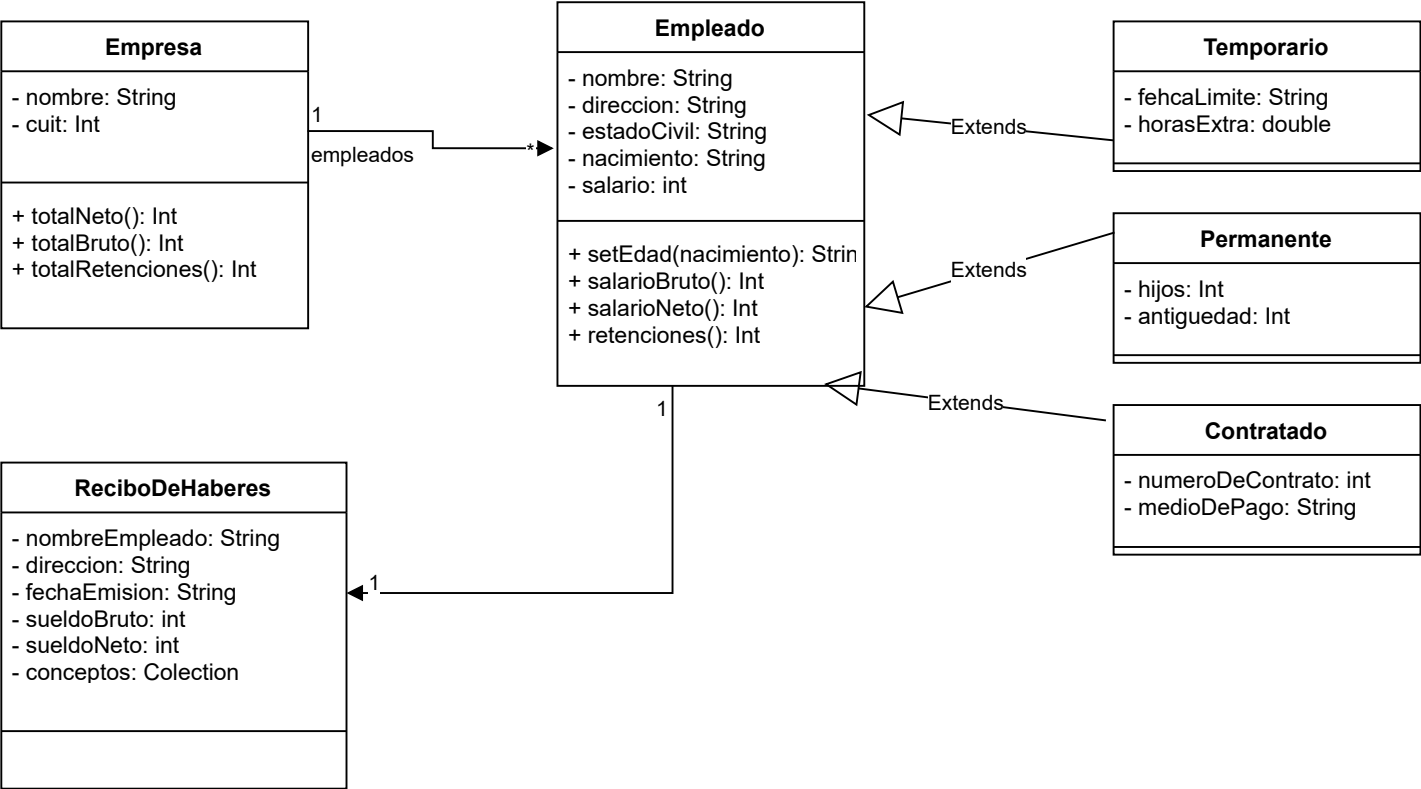 Empresa
- nombre: String
- cuit: Int
+ totalNeto(): Int
+ totalBruto(): Int
+ totalRetenciones(): Int
1
empleados
*
Empleado
- nombre: String
- direccion: String
- estadoCivil: String
- nacimiento: String
- salario: int
+ setEdad(nacimiento): Strin
+ salarioBruto(): Int
+ salarioNeto(): Int
+ retenciones(): Int
Extends
Temporario
- fehcaLimite: String
- horasExtra: double
Extends
Permanente
- hijos: Int
- antiguedad: Int
Extends
Contratado
- numeroDeContrato: int
- medioDePago: String
1
1
ReciboDeHaberes
- nombreEmpleado: String
- direccion: String
- fechaEmision: String
- sueldoBruto: int
- sueldoNeto: int
- conceptos: Colection